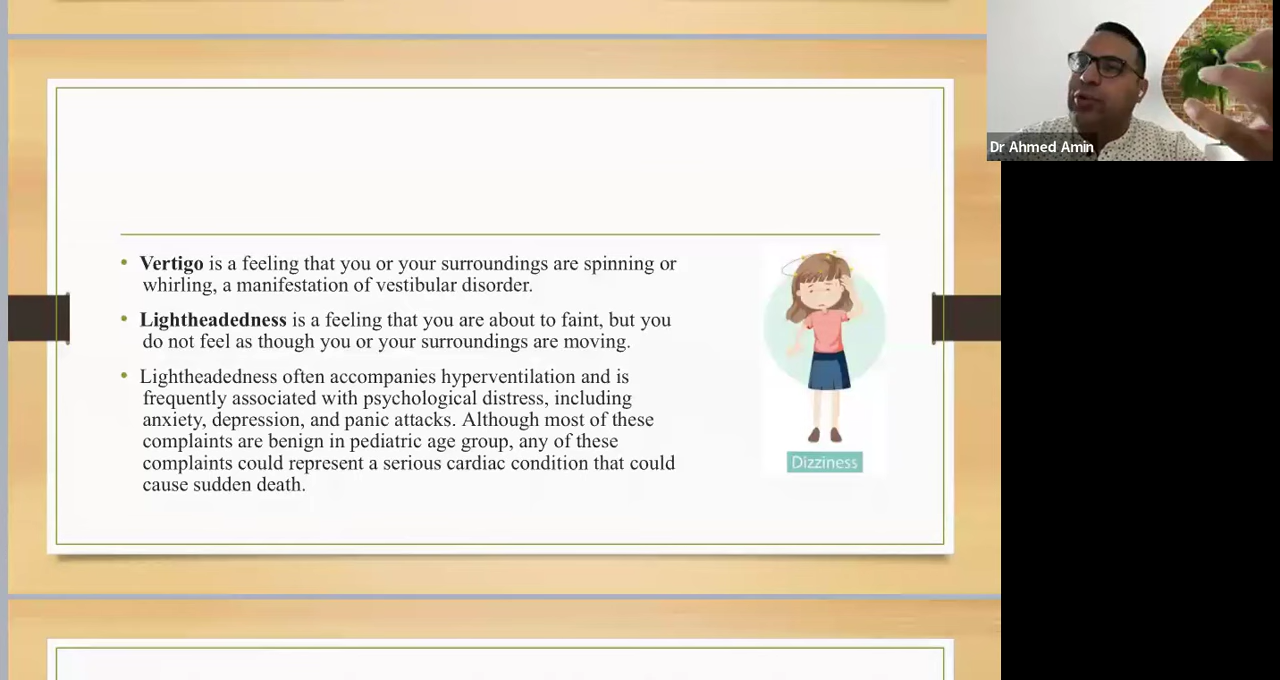 Dr Ahmed Amin
• Vertigo is a feeling that you or your surroundings are spinning or
whirling, a manifestation of vestibular disorder.
• Lightheadedness is a feeling that you are about to faint, but you
do not feel as though you or your surroundings are moving.
• Lightheadedness often accompanies hyperventilation and is
frequently associated with psychological distress, including
anxiety, depression, and panic attacks. Although most of these
complaints are benign in pediatric age group, any of these
complaints could represent a serious cardiac condition that could
cause sudden death.
Dizziness